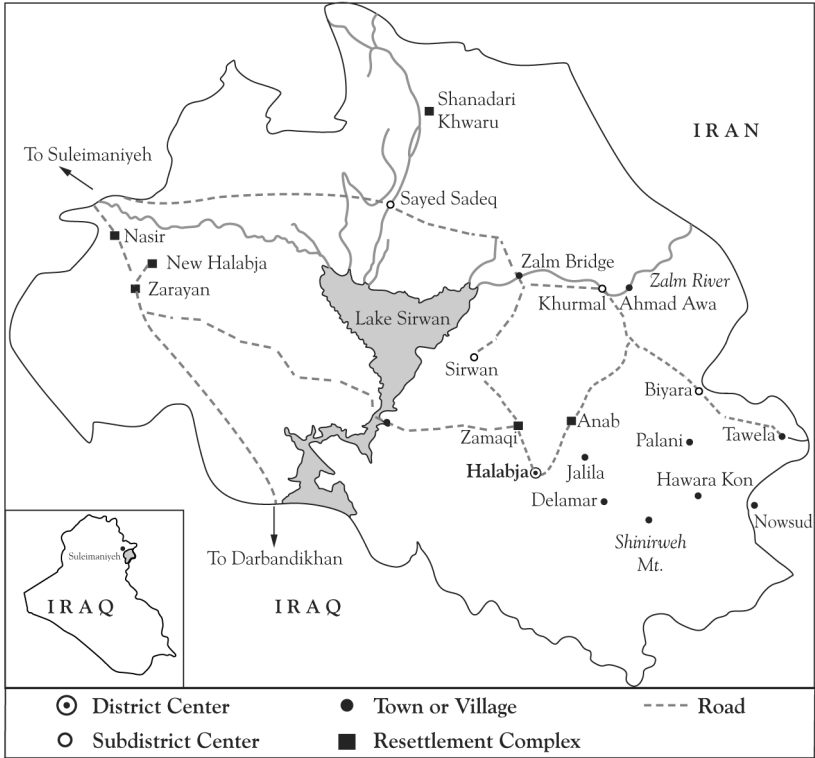 Shanadari
Khwaru
IRAN
To Suleimaniyeh
Sayed Sadeq
Nasir
New Halabja
Zarayan
Zalm Bridge
Zalm River
Khurmal
Ahmad Awa
Lake Sirwan
Sirwan
Biyara
Zamaqi
Anab
Palani
Tawela
Halabja
Jalila
Hawara Kon
Delamar
Nowsud
Shinirweh
Mt.
Suleimaniyeh
To Darbandikhan
IRAQ
IRAQ
District Center
Town or Village
Road
Subdistrict Center
Resettlement Complex